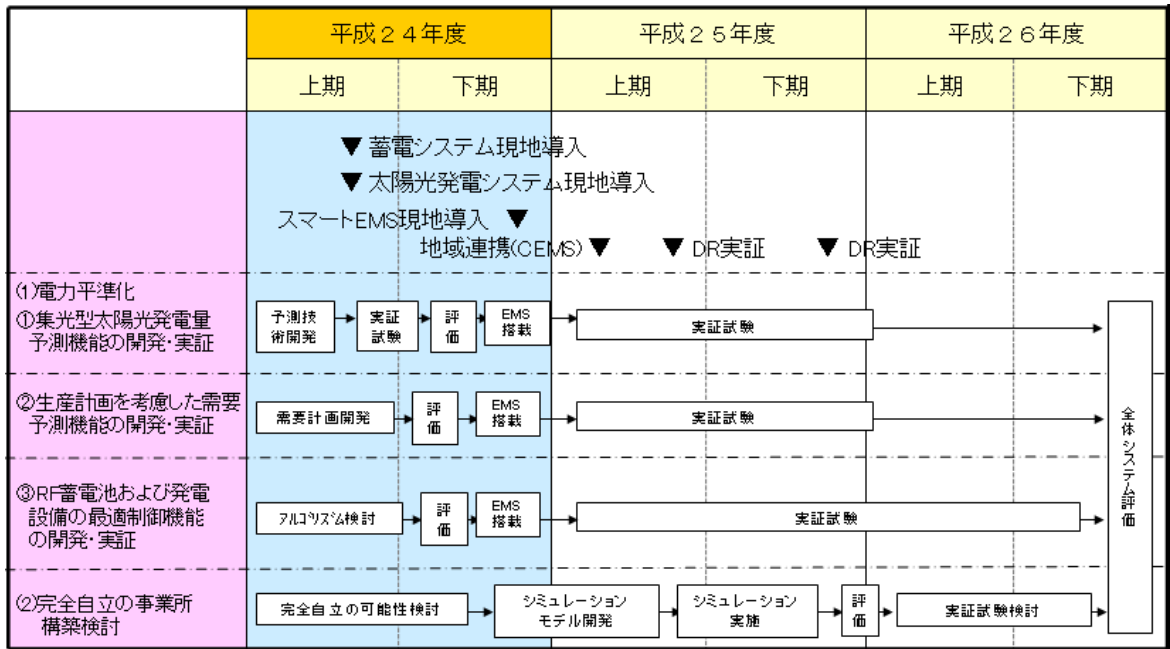 平成２４年度
平成２５年度
平成２６年度
上期
下期
上期
下期
上期
下期
▼ 蓄電システム現地導入
▼ 太陽光発電システム現地導入
スマートEMS現地導入 ▼
地域連携(CEMS) ▼
▼ DR実証
▼ DR実証
(1)電力平準化
①集光型太陽光発電量
予測機能の開発・実証
予測技
術開発
実証
試験
評
価
EMS
搭載
実証試験
②生産計画を考慮した需要
予測機能の開発・実証
需要計画開発
評
価
EMS
搭載
実証試験
③RF蓄電池および発電
設備の最適制御機能
の開発・実証
ｱﾙｺﾞﾘｽﾞﾑ検討
評
価
EMS
搭載
実証試験
(2)完全自立の事業所
構築検討
完全自立の可能性検討
シミュレーション
モデル開発
シミュレーション
実施
評
価
実証試験検討
全体システム評価